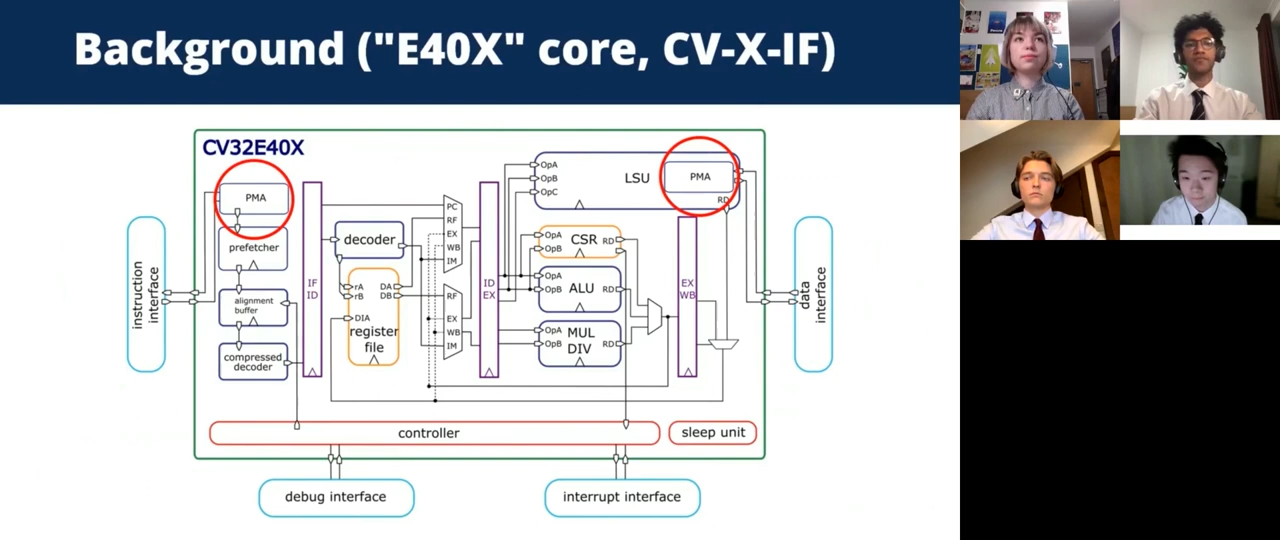 Background ("E40X" core, CV-X-IF)
CV32E40X
PMA
prefetcher
alignment
buffer
compressed
decoder
instruction
interface
IF
ID
decoder
rA
rB
DA
DB
DIA
register
file
PC
RF
EX
WB
IM
RF
EX
WB
IM
ID
EX
OpA
OpB
OpC
LSU
PMA
RD
OpA
OpB
CSR
RD
OpA
OpB
ALU
RD
OpA
OpB
MUL
DIV
RD
EX
WB
data
interface
controller
sleep unit
debug interface
interrupt interface